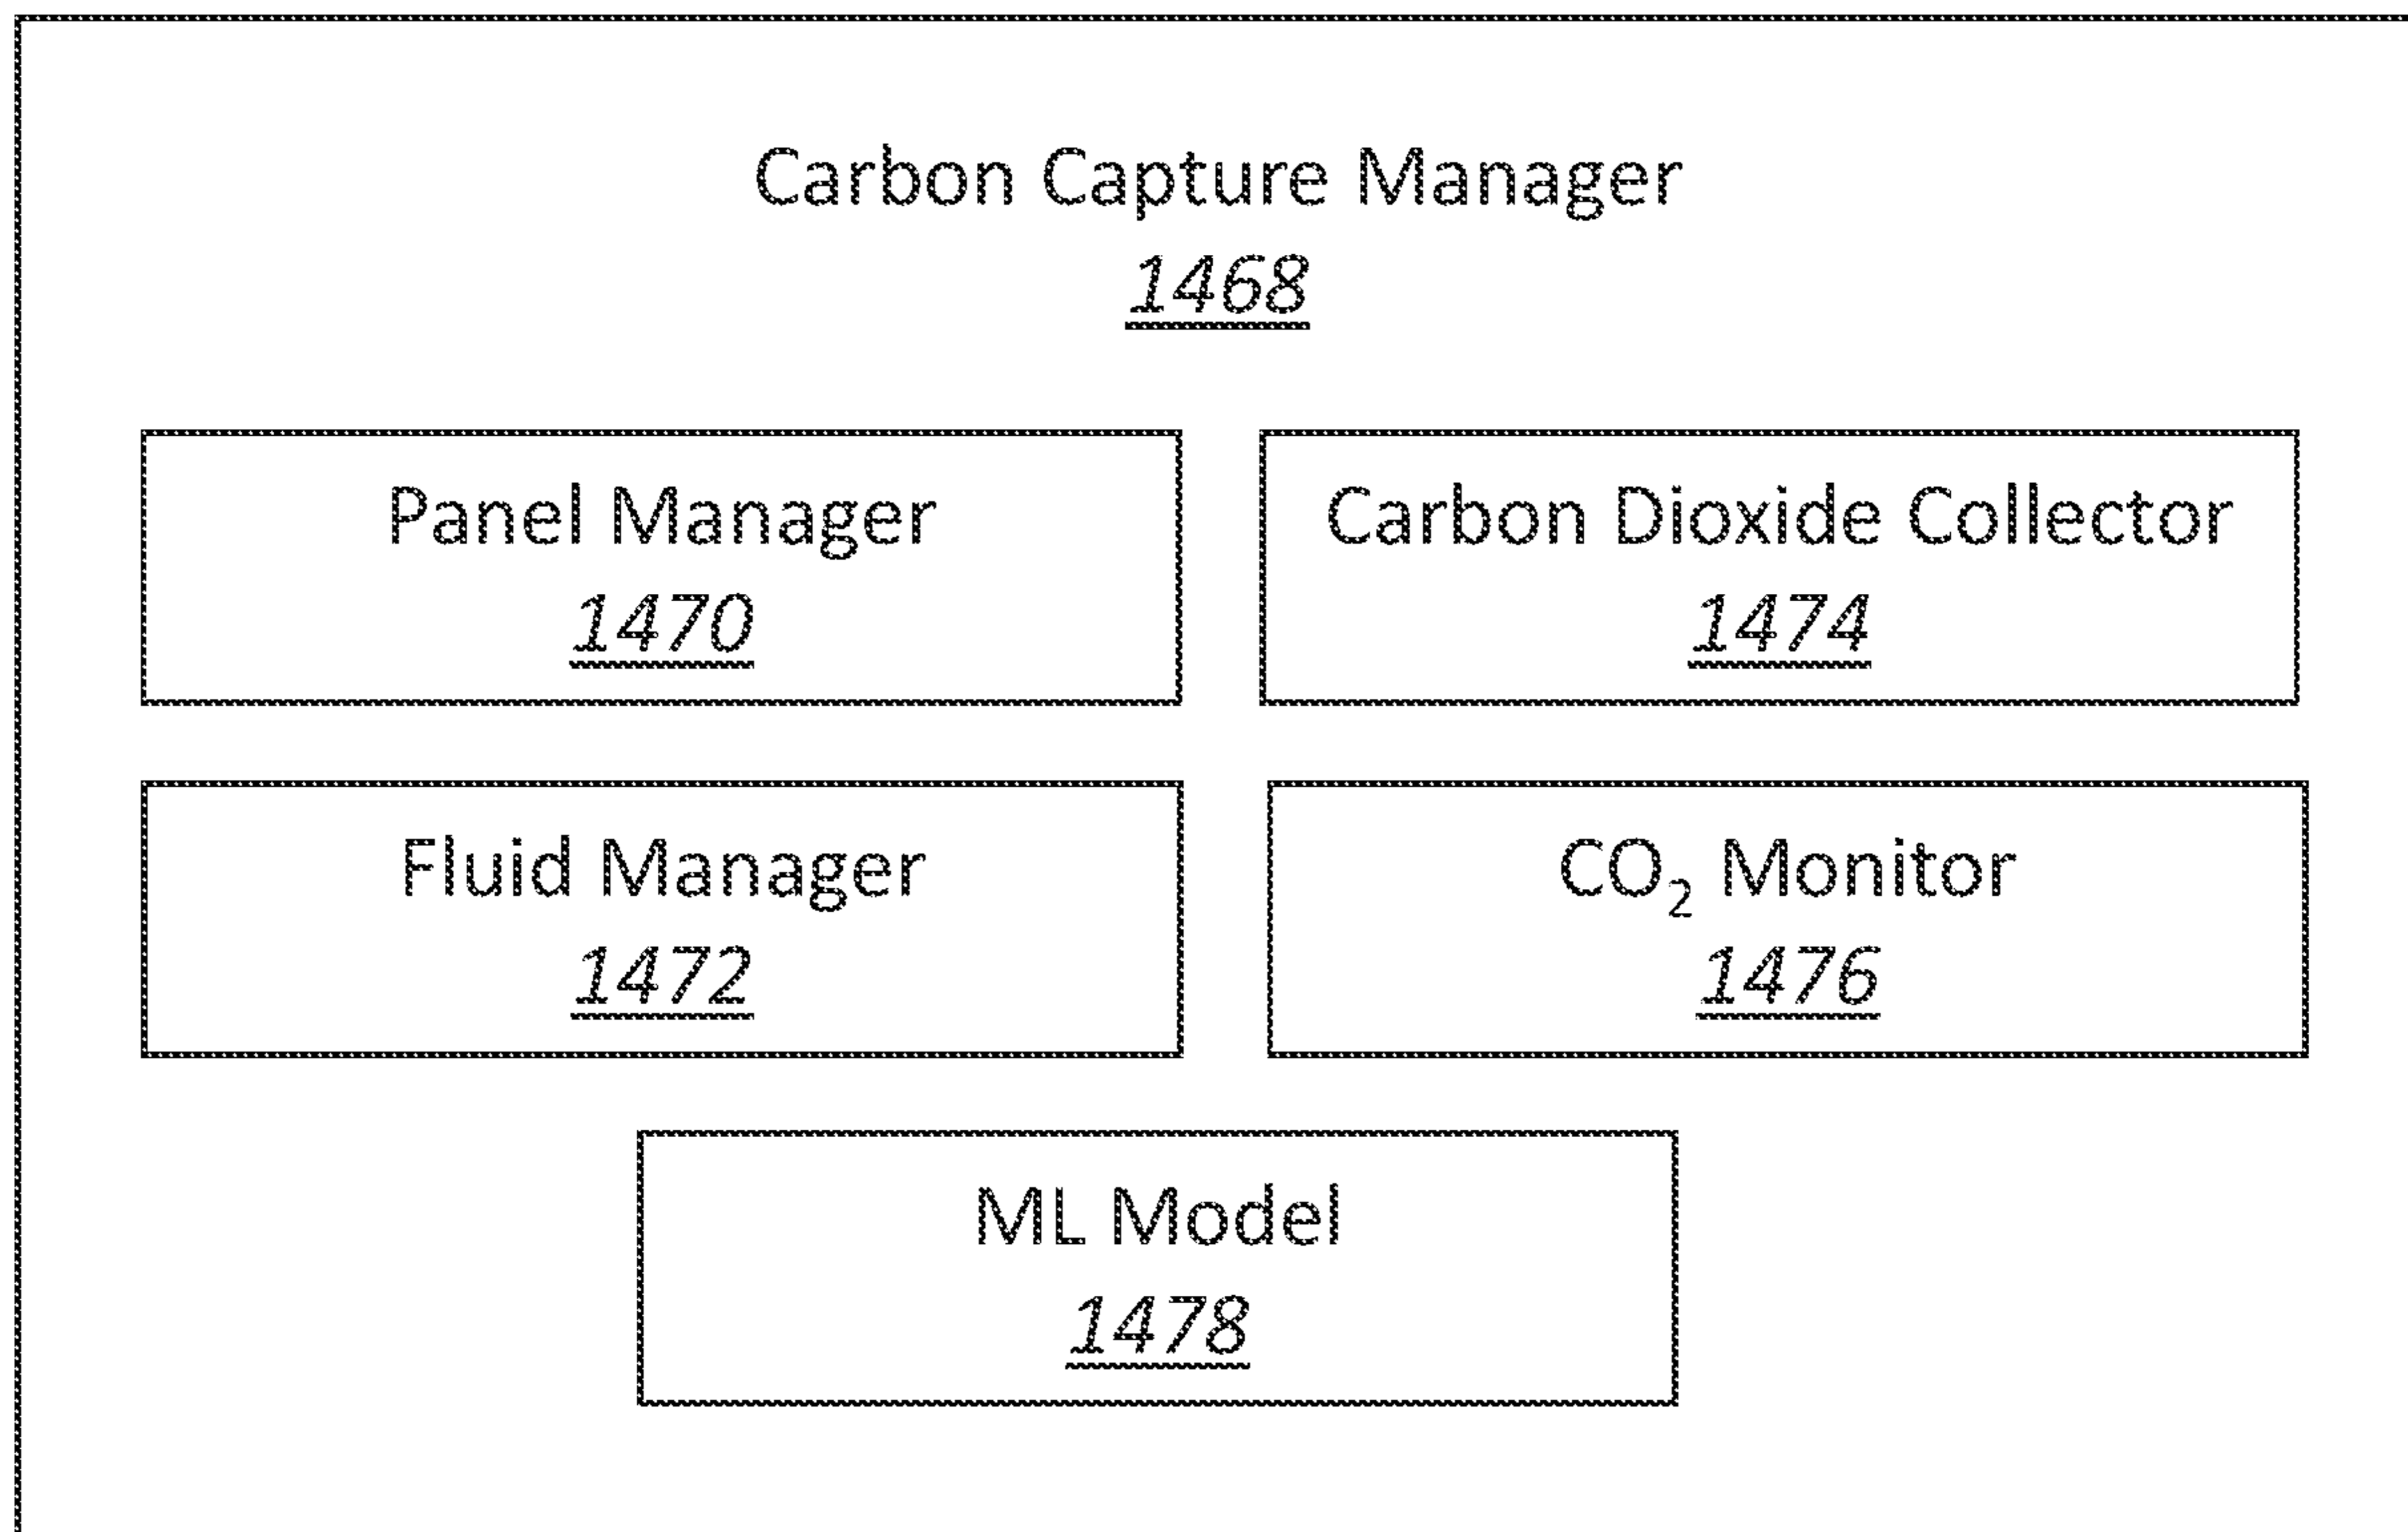 Carbon Capture Manager
1468
Panel Manager
1470
Carbon Dioxide Collector
1474
Fluid Manager
1472
CO₂ Monitor
1476
ML Model
1478